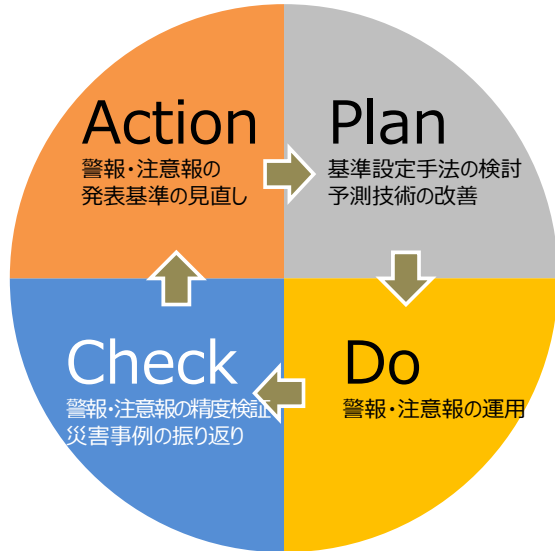 Action
警報・注意報の
発表基準の見直し
Plan
基準設定手法の検討
予測技術の改善
Check
警報・注意報の精度検証
災害事例の振り返り
Do
警報・注意報の運用